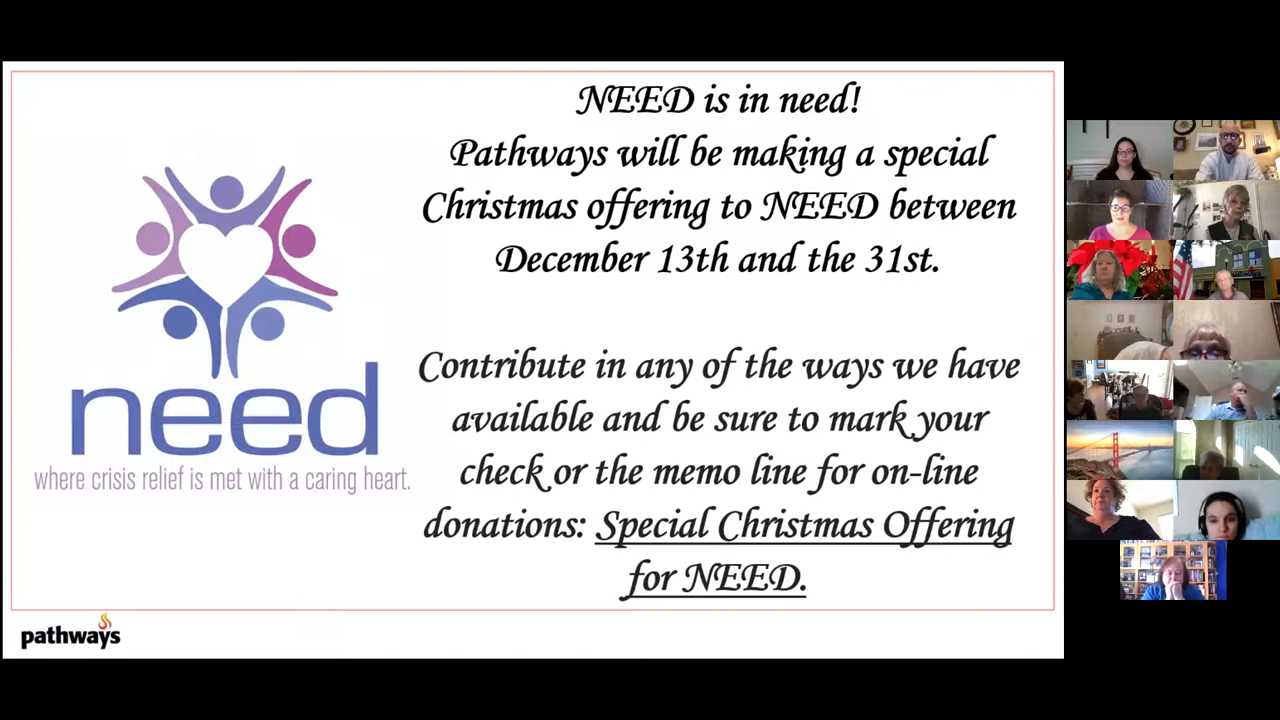 NEED is in need!
Pathways will be making a special
Christmas offering to NEED between
December 13th and the 31st.
Contribute in any of the ways we have
available and be sure to mark your
check or the memo line for on-line
donations: Special Christmas Offering
for NEED.
need
where crisis relief is met with a caring heart.
pathways